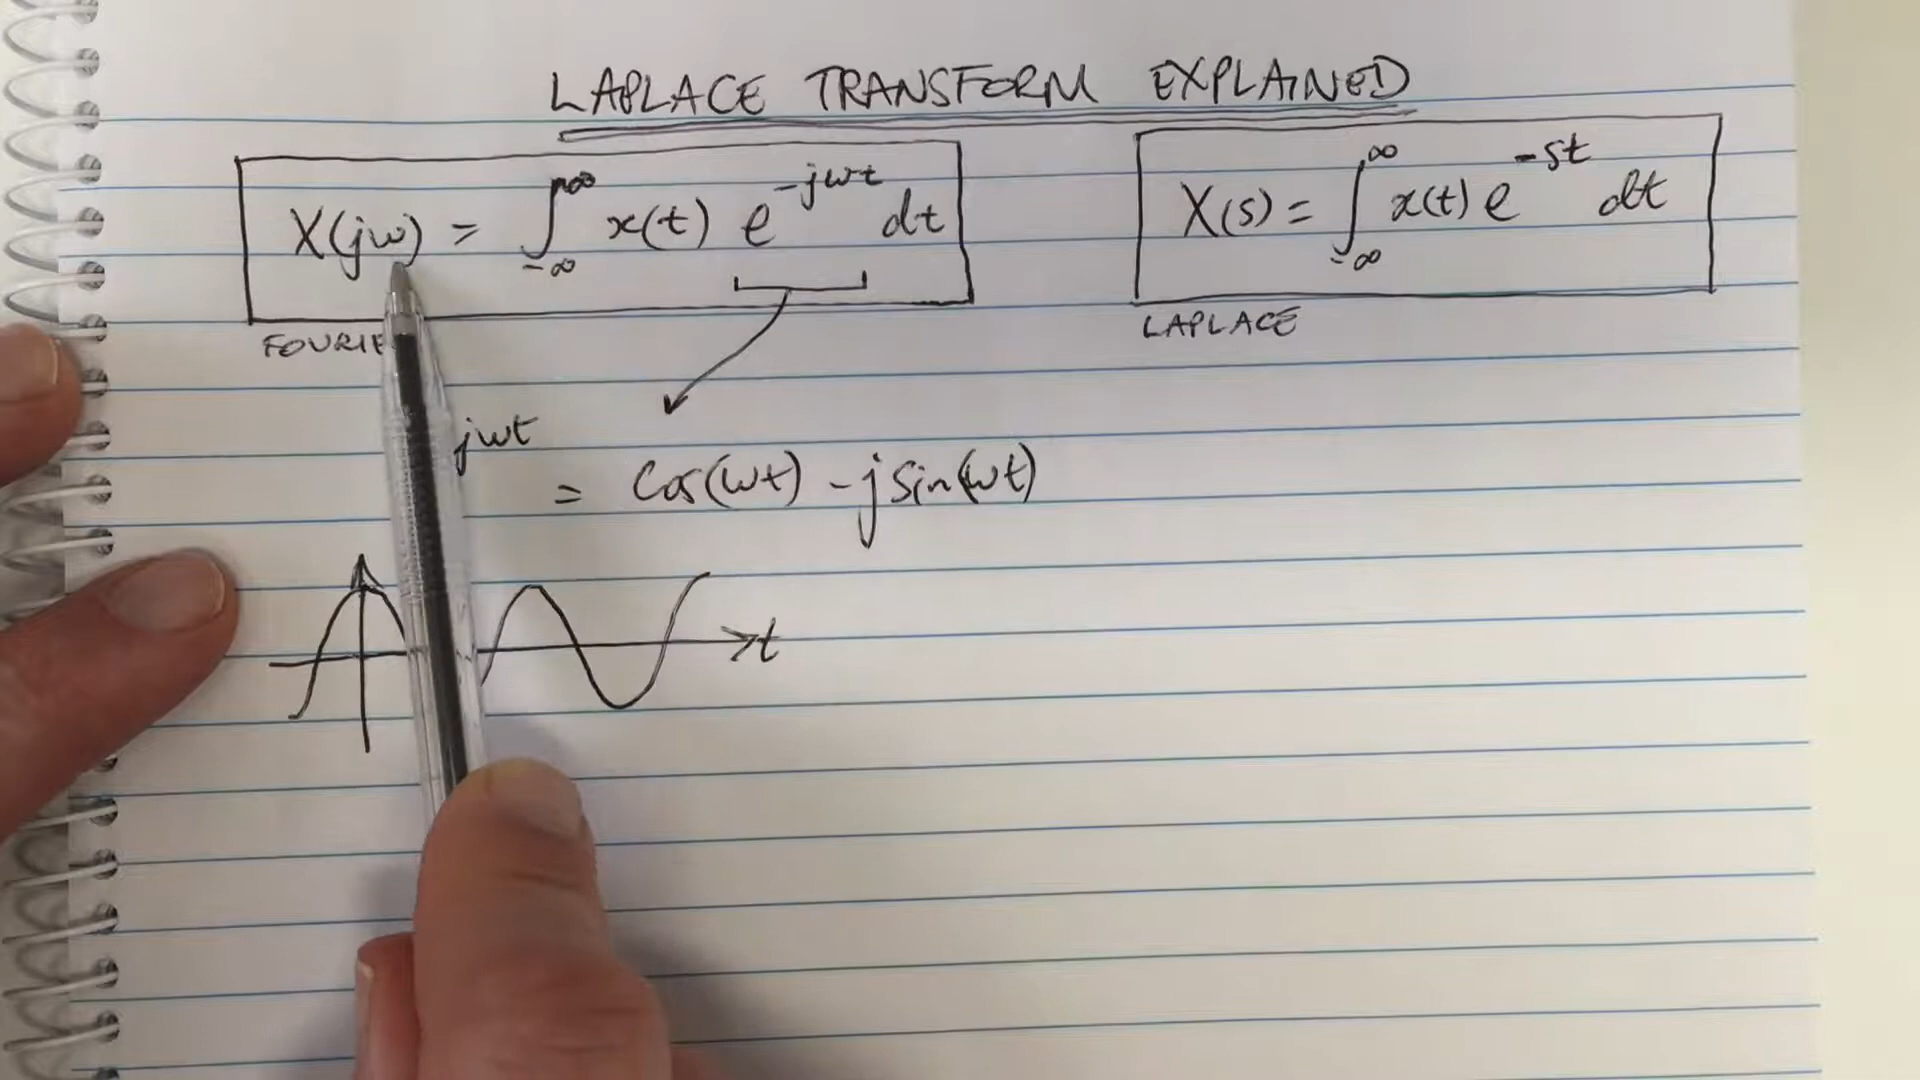 LAPLACE TRANSFORM EXPLAINED
X(jω) = ∫_{-∞}^{∞} x(t) e^{-jωt} dt
X(s) = ∫_{-∞}^{∞} x(t) e^{-st} dt
LAPLACE
jωt = Cos(ωt) - j Sin(ωt)
t